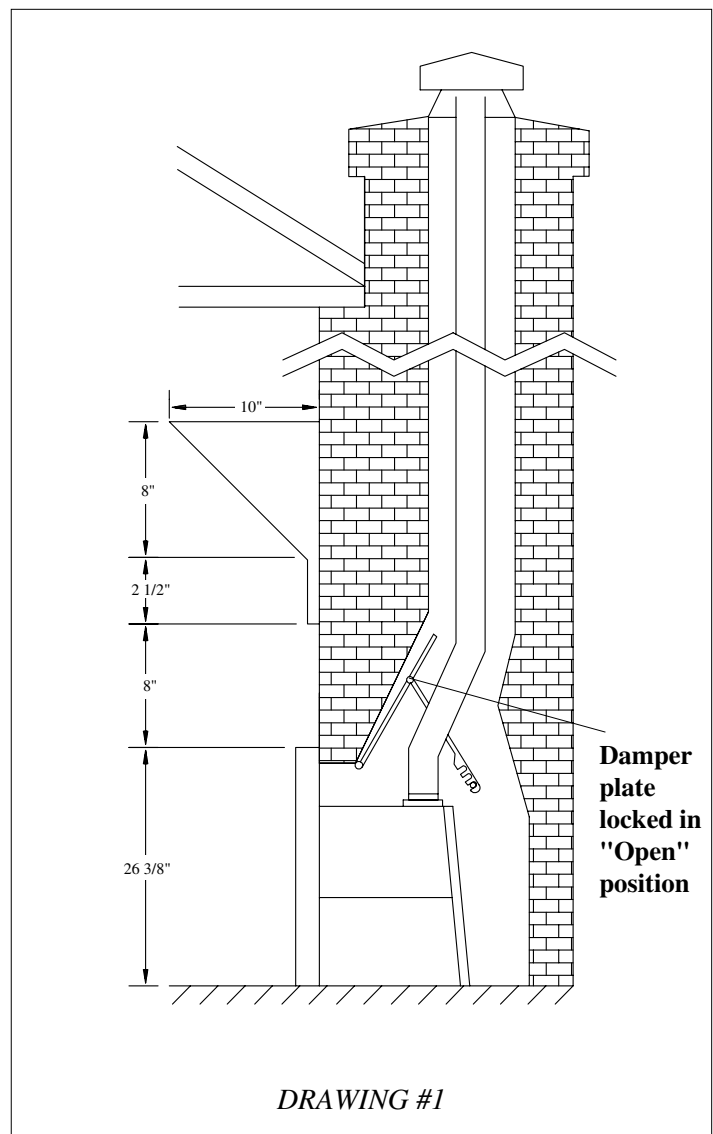 10"
8"
2 1/2"
8"
Damper
plate
locked in
"Open"
position
26 3/8"
DRAWING #1